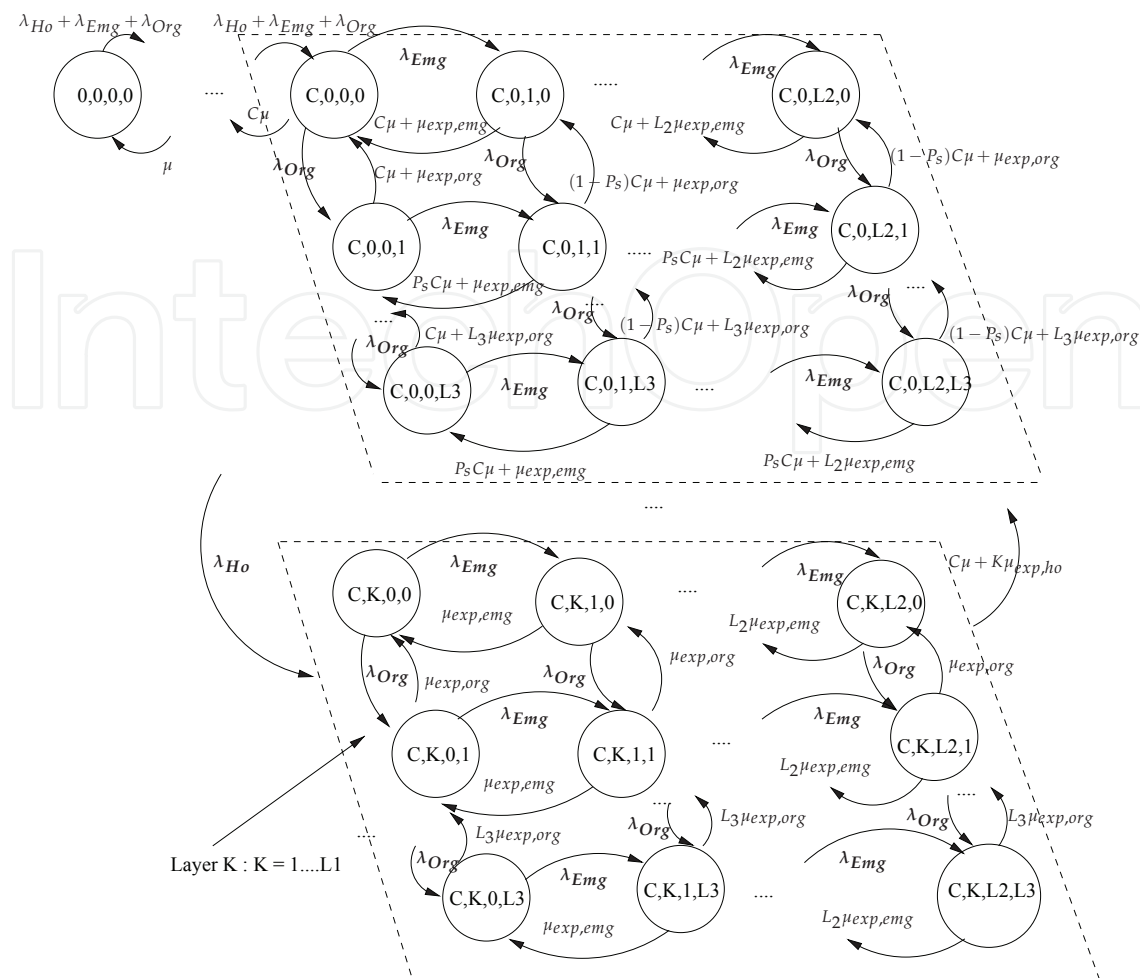 λHo + λEmg + λOrg
λHo + λEmg + λOrg
λEmg
λEmg
0,0,0,0
....
C,0,0,0
C,0,1,0
.....
C,0,L2,0
Cμ
Cμ + μexp,emg
Cμ + L2μexp,emg
μ
λOrg
Cμ + μexp,org
λOrg
(1 − Ps)Cμ + μexp,org
λOrg
(1 − Ps)Cμ + μexp,org
C,0,0,1
λEmg
C,0,1,1
.....
λEmg
C,0,L2,1
PsCμ + μexp,emg
PsCμ + L2μexp,emg
....
λOrg
Cμ + L3μexp,org
....
λOrg
(1 − Ps)Cμ + L3μexp,org
....
λOrg
(1 − Ps)Cμ + L3μexp,org
C,0,0,L3
λEmg
C,0,1,L3
....
λEmg
C,0,L2,L3
PsCμ + μexp,emg
PsCμ + L2μexp,emg
....
λHo
Cμ + Kμexp,ho
C,K,0,0
λEmg
C,K,1,0
....
λEmg
C,K,L2,0
μexp,emg
L2μexp,emg
λOrg
μexp,org
λOrg
μexp,org
λOrg
μexp,org
C,K,0,1
λEmg
C,K,1,1
....
λEmg
C,K,L2,1
μexp,emg
L2μexp,emg
....
Layer K : K = 1....L1
λOrg
L3μexp,org
....
λOrg
L3μexp,org
....
λOrg
L3μexp,org
C,K,0,L3
λEmg
C,K,1,L3
....
λEmg
C,K,L2,L3
μexp,emg
L2μexp,emg
IntechOpen